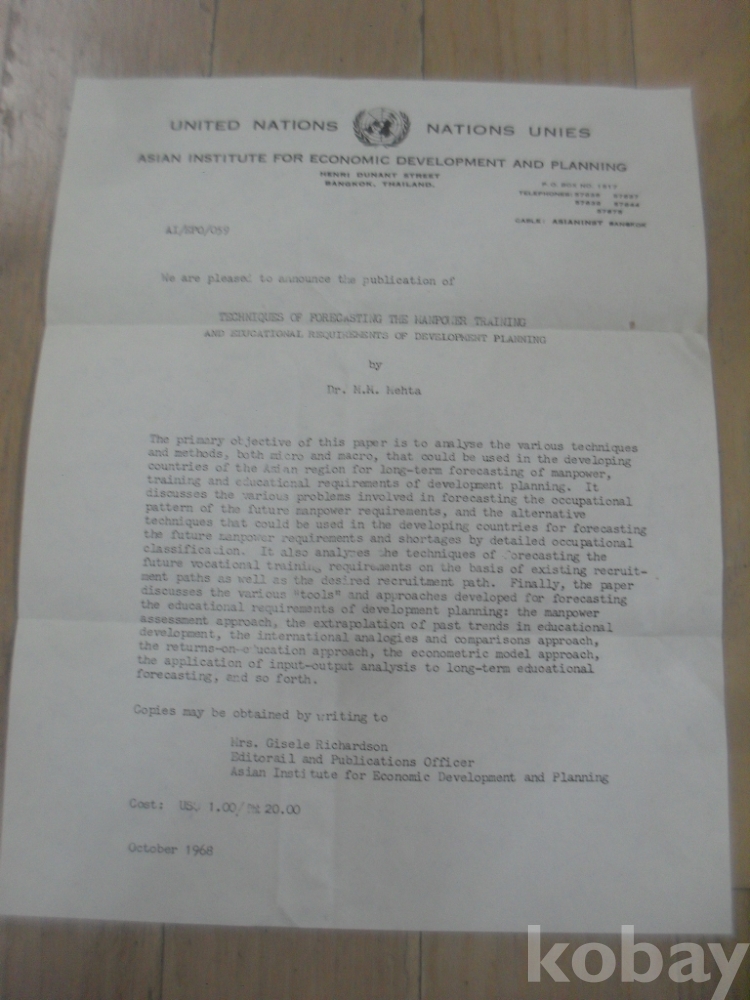 UNITED NATIONS NATIONS UNIES
ASIAN INSTITUTE FOR ECONOMIC DEVELOPMENT AND PLANNING
HENRI DUNANT STREET
BANGKOK, THAILAND.
P.O. BOX NO.
TELEPHONES:
CABLE: ASIANINST BANGKOK
We are pleased to announce the publication of
TECHNIQUES OF FORECASTING THE MANPOWER TRAINING
AND EDUCATIONAL REQUIREMENTS OF DEVELOPMENT PLANNING
by
Dr. M.M. Mehta
The primary objective of this paper is to analyse the various techniques
and methods, both micro and macro, that could be used in the developing
countries of the Asian region for long-term forecasting of manpower,
training and educational requirements of development planning. It
discusses the various problems involved in forecasting the occupational
pattern of the future manpower requirements, and the alternative
techniques that could be used in the developing countries for forecasting
the future manpower requirements and shortages by detailed occupational
classification. It also analyses the techniques of forecasting the
future vocational training requirements on the basis of existing recruit-
ment paths as well as the desired recruitment path. Finally, the paper
discusses the various "tools" and approaches developed for forecasting
the educational requirements of development planning: the manpower
assessment approach, the extrapolation of past trends in educational
development, the international analogies and comparisons approach,
the returns-on-education approach, the econometric model approach,
the application of input-output analysis to long-term educational
forecasting, and so forth.
Copies may be obtained by writing to
Mrs. Gisele Richardson
Editorail and Publications Officer
Asian Institute for Economic Development and Planning
Cost: US$ 1.00/ 20.00
October 1968
kobay